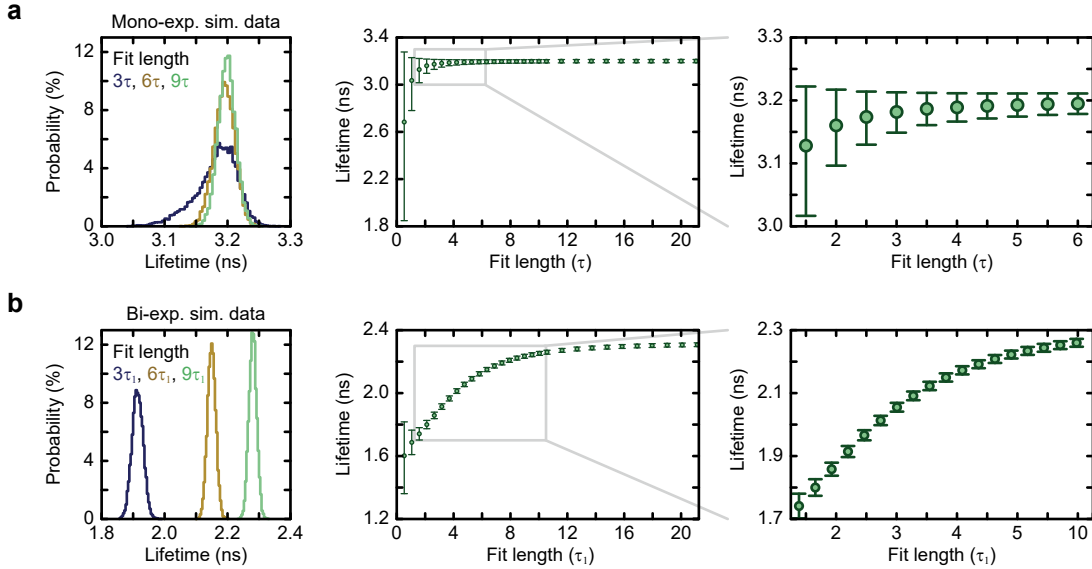 a
Mono-exp. sim. data
Fit length
3τ, 6τ, 9τ
Probability (%)
12
8
4
0
3.0 3.1 3.2 3.3
Lifetime (ns)
Lifetime (ns)
3.4
3.0
2.6
2.2
1.8
0 4 8 12 16 20
Fit length (τ)
Lifetime (ns)
3.3
3.2
3.1
3.0
2 3 4 5 6
Fit length (τ)
b
Bi-exp. sim. data
Fit length
3τ₁, 6τ₁, 9τ₁
Probability (%)
12
8
4
0
1.8 2.0 2.2 2.4
Lifetime (ns)
Lifetime (ns)
2.4
2.0
1.6
1.2
0 4 8 12 16 20
Fit length (τ₁)
Lifetime (ns)
2.3
2.1
1.9
1.7
2 4 6 8 10
Fit length (τ₁)